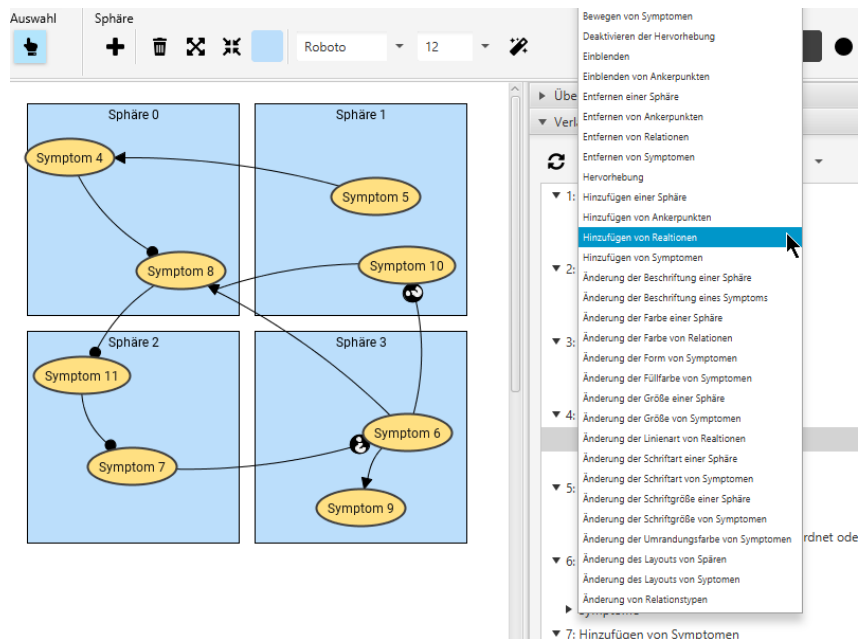 Auswahl
Sphäre
Roboto
12
Sphäre 0
Symptom 4
Symptom 8
Sphäre 1
Symptom 5
Symptom 10
Sphäre 2
Symptom 11
Symptom 7
Sphäre 3
Symptom 6
Symptom 9
Bewegen von Symptomen
Deaktivieren der Hervorhebung
Einblenden
Einblenden von Ankerpunkten
Entfernen einer Sphäre
Entfernen von Ankerpunkten
Entfernen von Relationen
Entfernen von Symptomen
Hervorhebung
Hinzufügen einer Sphäre
Hinzufügen von Ankerpunkten
Hinzufügen von Realtionen
Hinzufügen von Symptomen
Änderung der Beschriftung einer Sphäre
Änderung der Beschriftung eines Symptoms
Änderung der Farbe einer Sphäre
Änderung der Farbe von Relationen
Änderung der Form von Symptomen
Änderung der Füllfarbe von Symptomen
Änderung der Größe einer Sphäre
Änderung der Größe von Symptomen
Änderung der Linienart von Realtionen
Änderung der Schriftart einer Sphäre
Änderung der Schriftart von Symptomen
Änderung der Schriftgröße einer Sphäre
Änderung der Schriftgröße von Symptomen
Änderung der Umrandungsfarbe von Symptomen
Änderung des Layouts von Spären
Änderung des Layouts von Syptomen
Änderung von Relationstypen
1:
2:
3:
4:
5:
6:
7: Hinzufügen von Symptomen